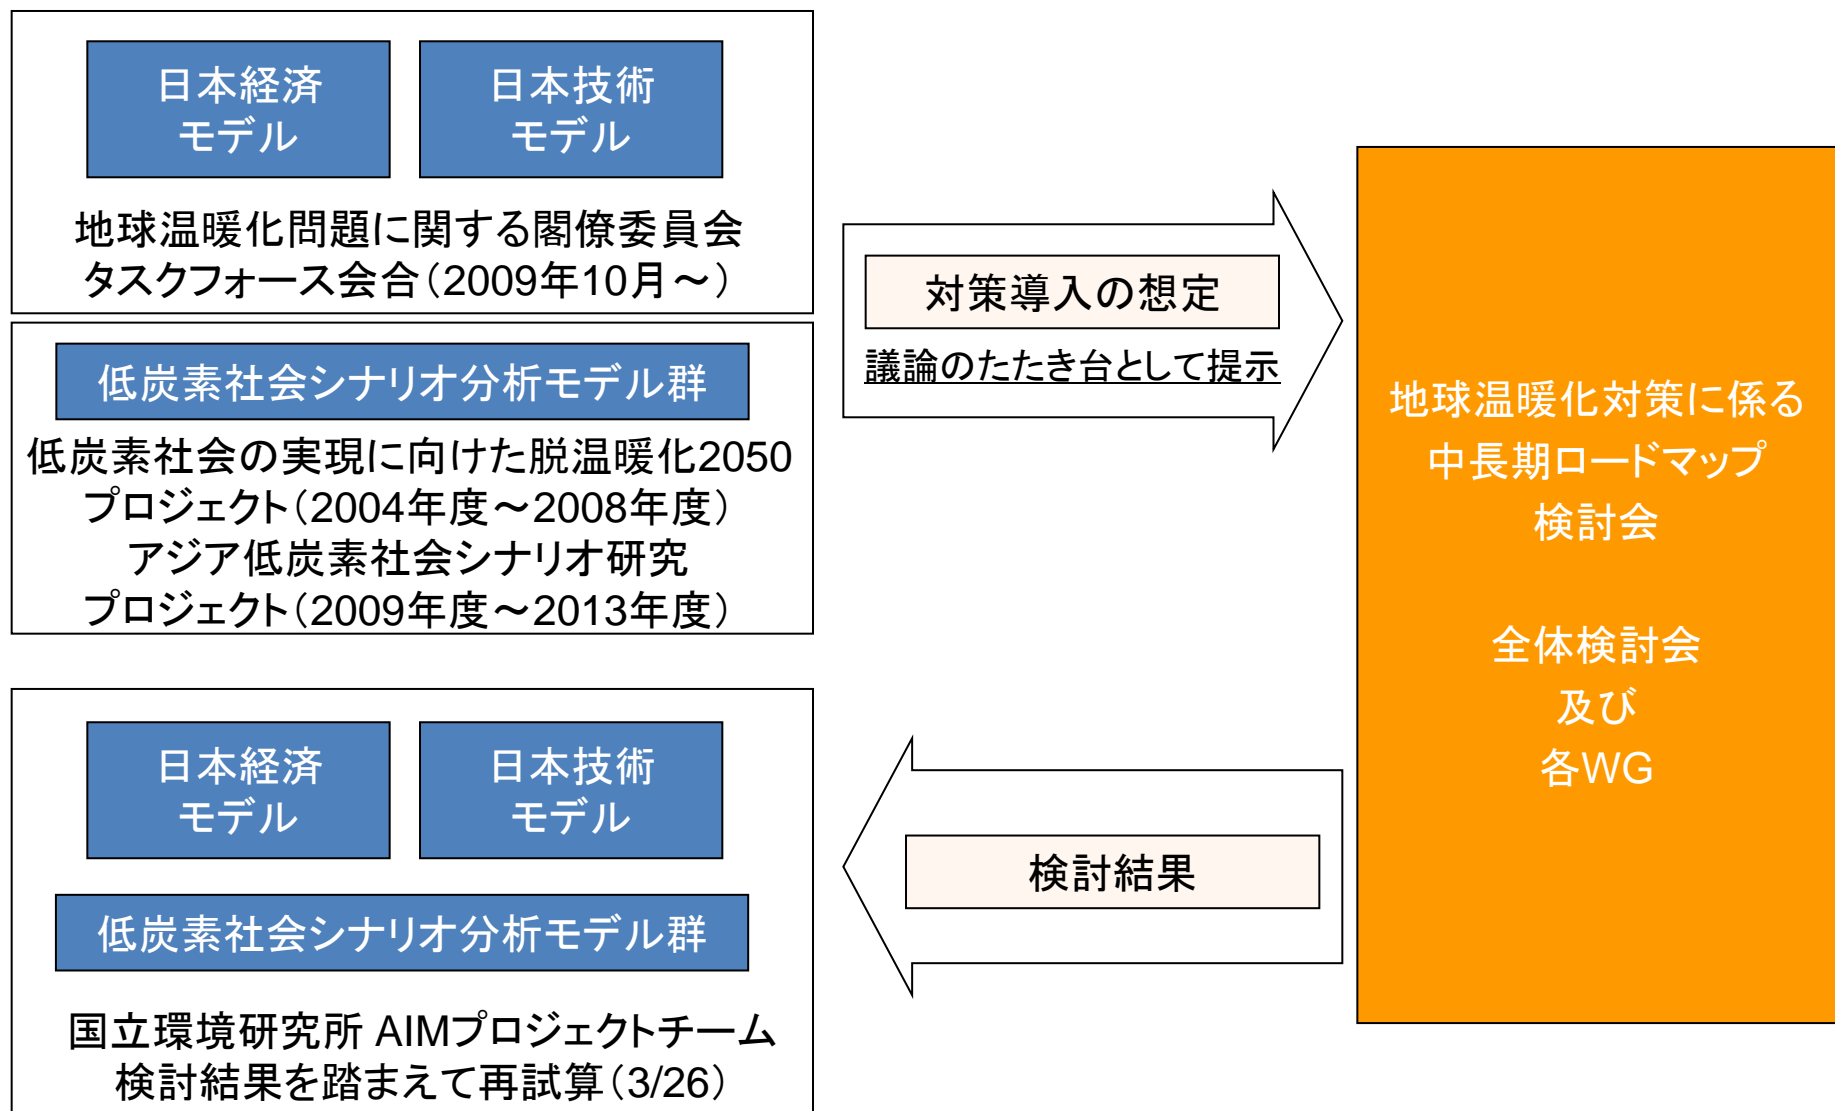 日本経済
モデル
日本技術
モデル
地球温暖化問題に関する閣僚委員会
タスクフォース会合（2009年10月～）
低炭素社会シナリオ分析モデル群
低炭素社会の実現に向けた脱温暖化2050
プロジェクト（2004年度～2008年度）
アジア低炭素社会シナリオ研究
プロジェクト（2009年度～2013年度）
対策導入の想定
議論のたたき台として提示
地球温暖化対策に係る
中長期ロードマップ
検討会
全体検討会
及び
各WG
検討結果
日本経済
モデル
日本技術
モデル
低炭素社会シナリオ分析モデル群
国立環境研究所 AIMプロジェクトチーム
検討結果を踏まえて再試算（3/26）